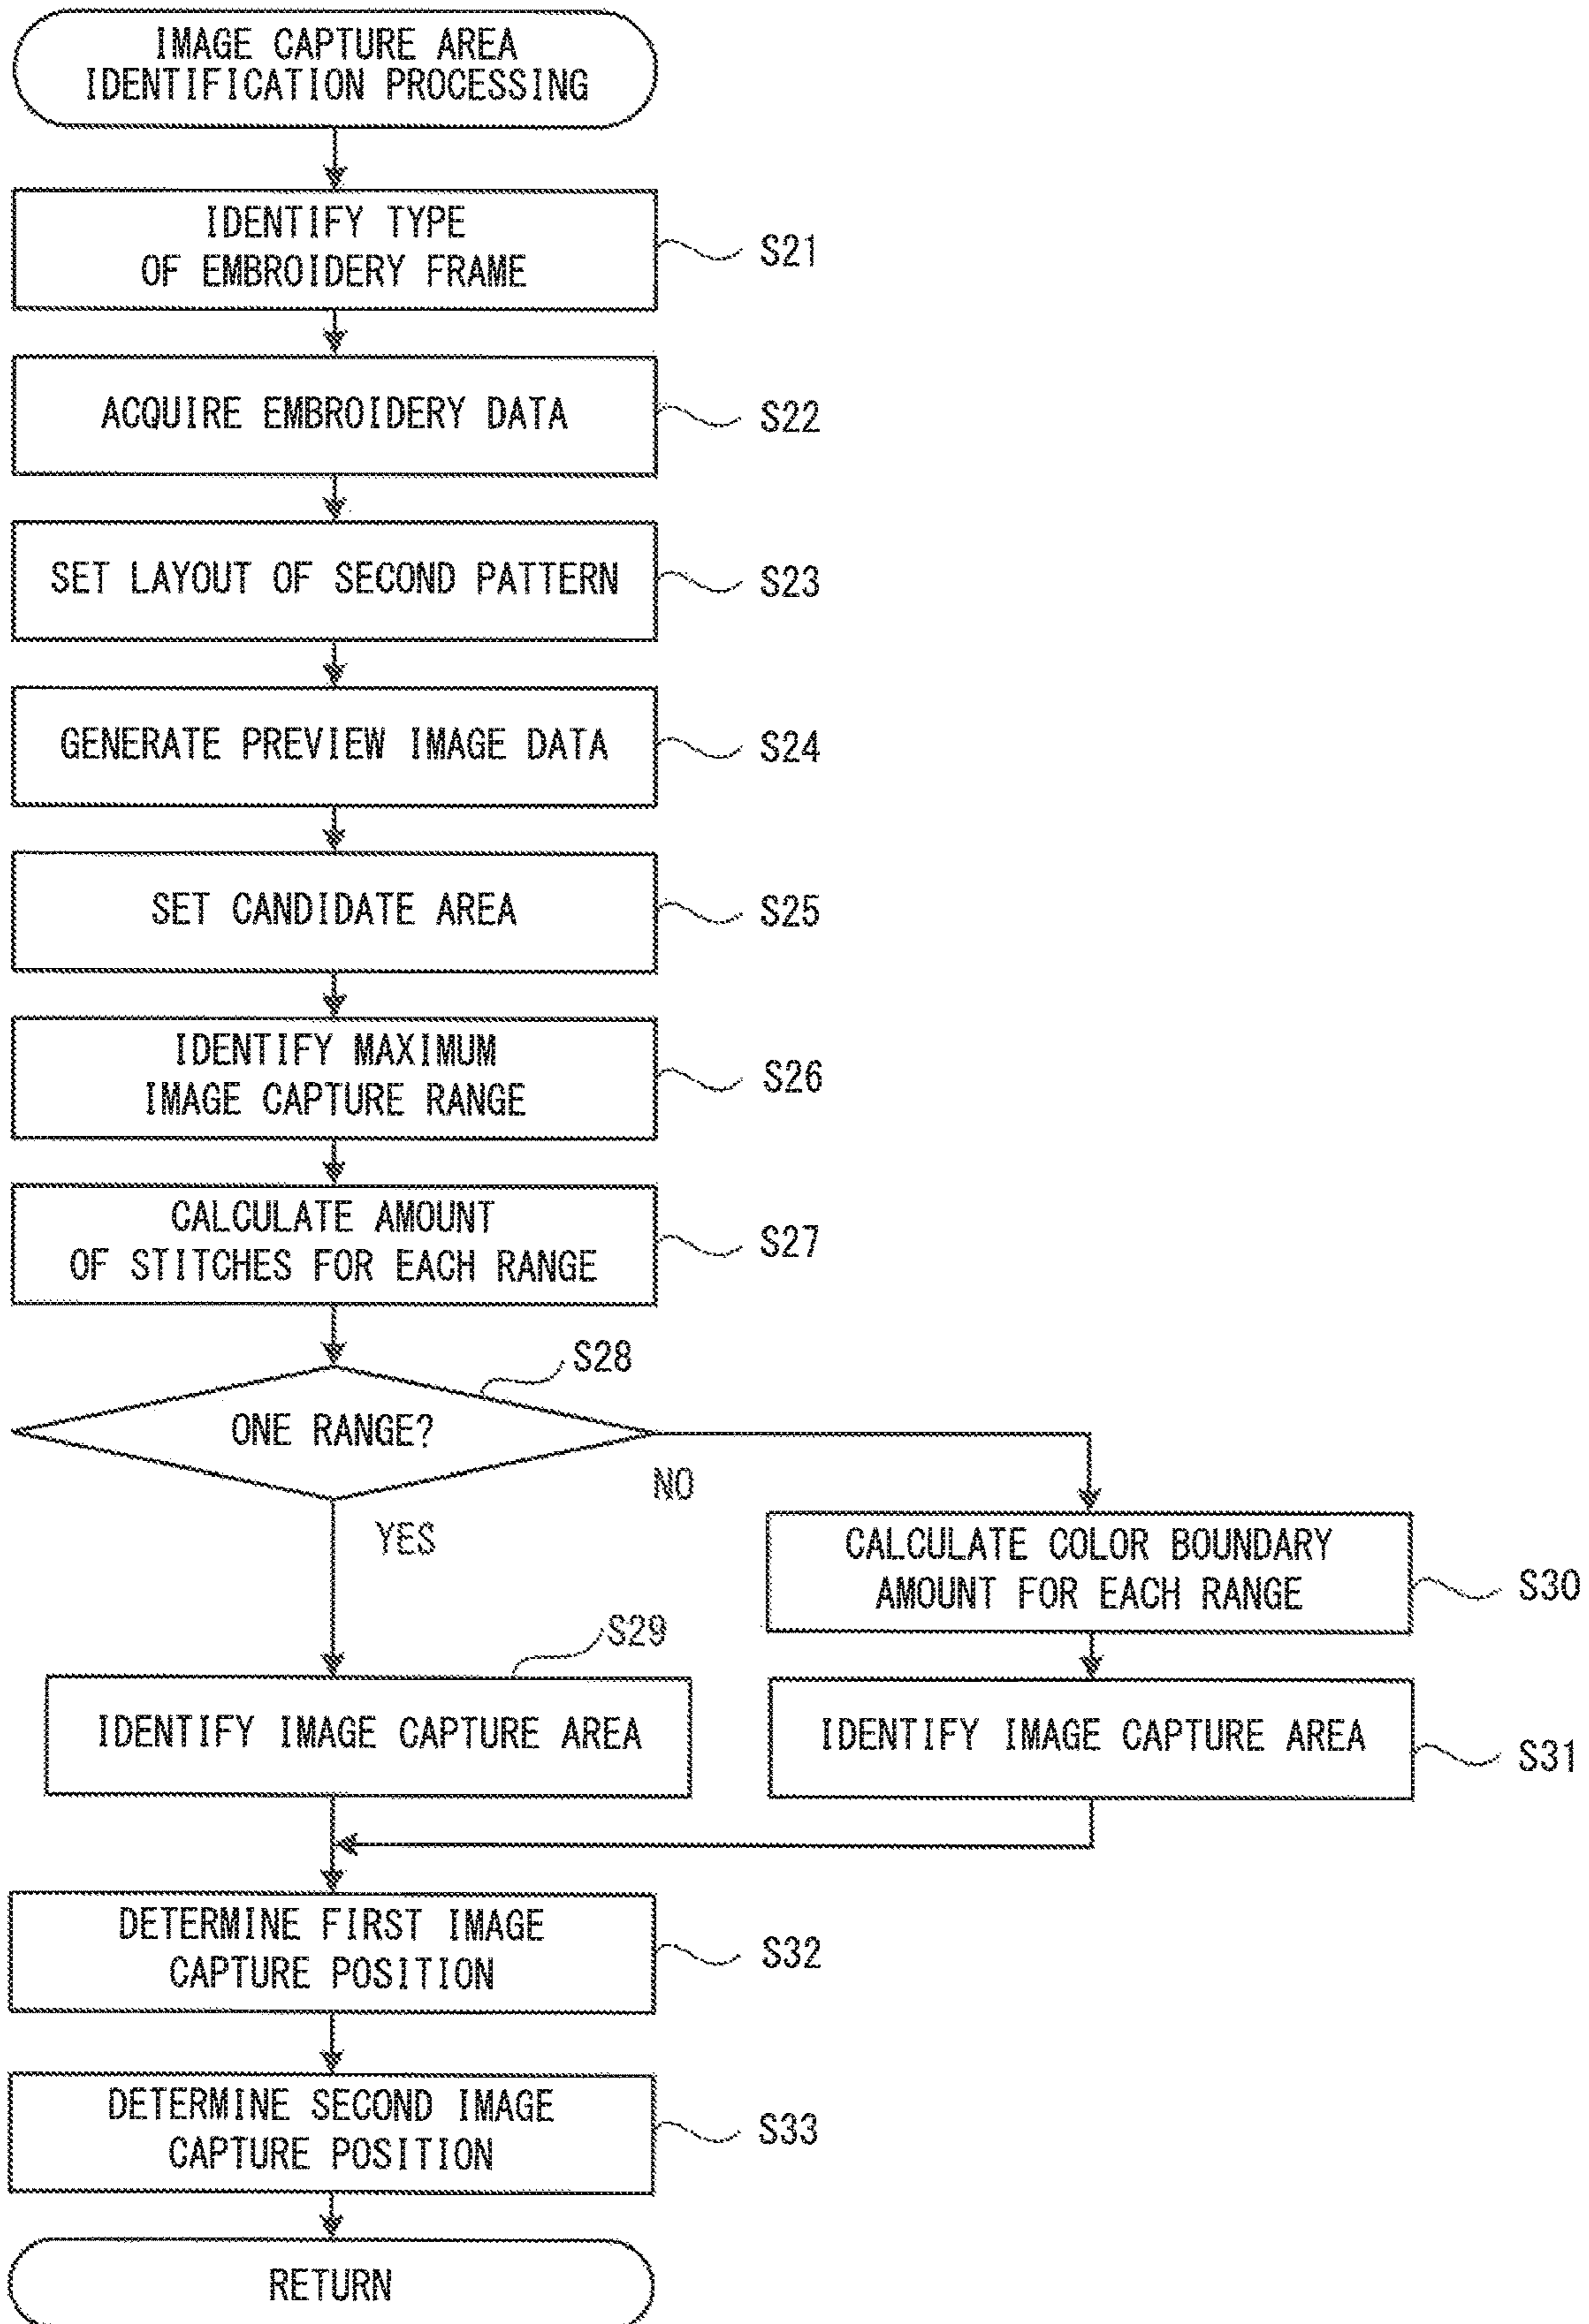 IMAGE CAPTURE AREA
IDENTIFICATION PROCESSING
IDENTIFY TYPE
OF EMBROIDERY FRAME
S21
ACQUIRE EMBROIDERY DATA
S22
SET LAYOUT OF SECOND PATTERN
S23
GENERATE PREVIEW IMAGE DATA
S24
SET CANDIDATE AREA
S25
IDENTIFY MAXIMUM
IMAGE CAPTURE RANGE
S26
CALCULATE AMOUNT
OF STITCHES FOR EACH RANGE
S27
S28
ONE RANGE?
NO
YES
CALCULATE COLOR BOUNDARY
AMOUNT FOR EACH RANGE
S30
S29
IDENTIFY IMAGE CAPTURE AREA
IDENTIFY IMAGE CAPTURE AREA
S31
DETERMINE FIRST IMAGE
CAPTURE POSITION
S32
DETERMINE SECOND IMAGE
CAPTURE POSITION
S33
RETURN